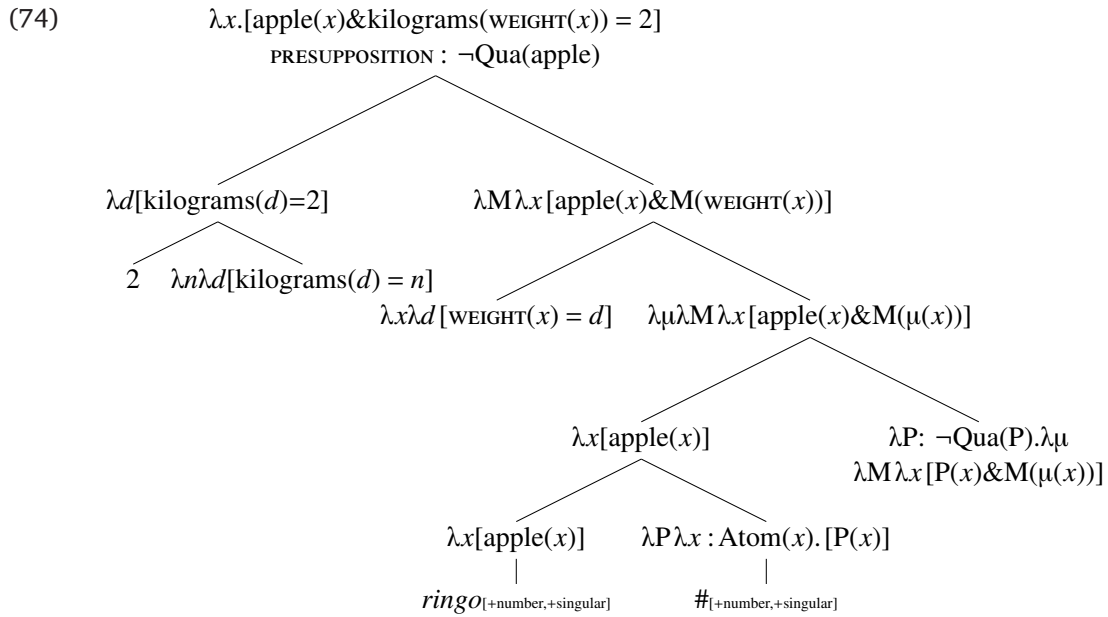 (74) λx.[apple(x)&kilograms(WEIGHT(x)) = 2]
PRESUPPOSITION : ¬Qua(apple)
λd[kilograms(d)=2] λMλx[apple(x)&M(WEIGHT(x))]
2 λnλd[kilograms(d) = n]
λxλd[WEIGHT(x) = d] λμλMλx[apple(x)&M(μ(x))]
λx[apple(x)] λP: ¬Qua(P).λμ
λMλx[P(x)&M(μ(x))]
λx[apple(x)] λPλx : Atom(x). [P(x)]
ringo[+number,+singular] #[+number,+singular]